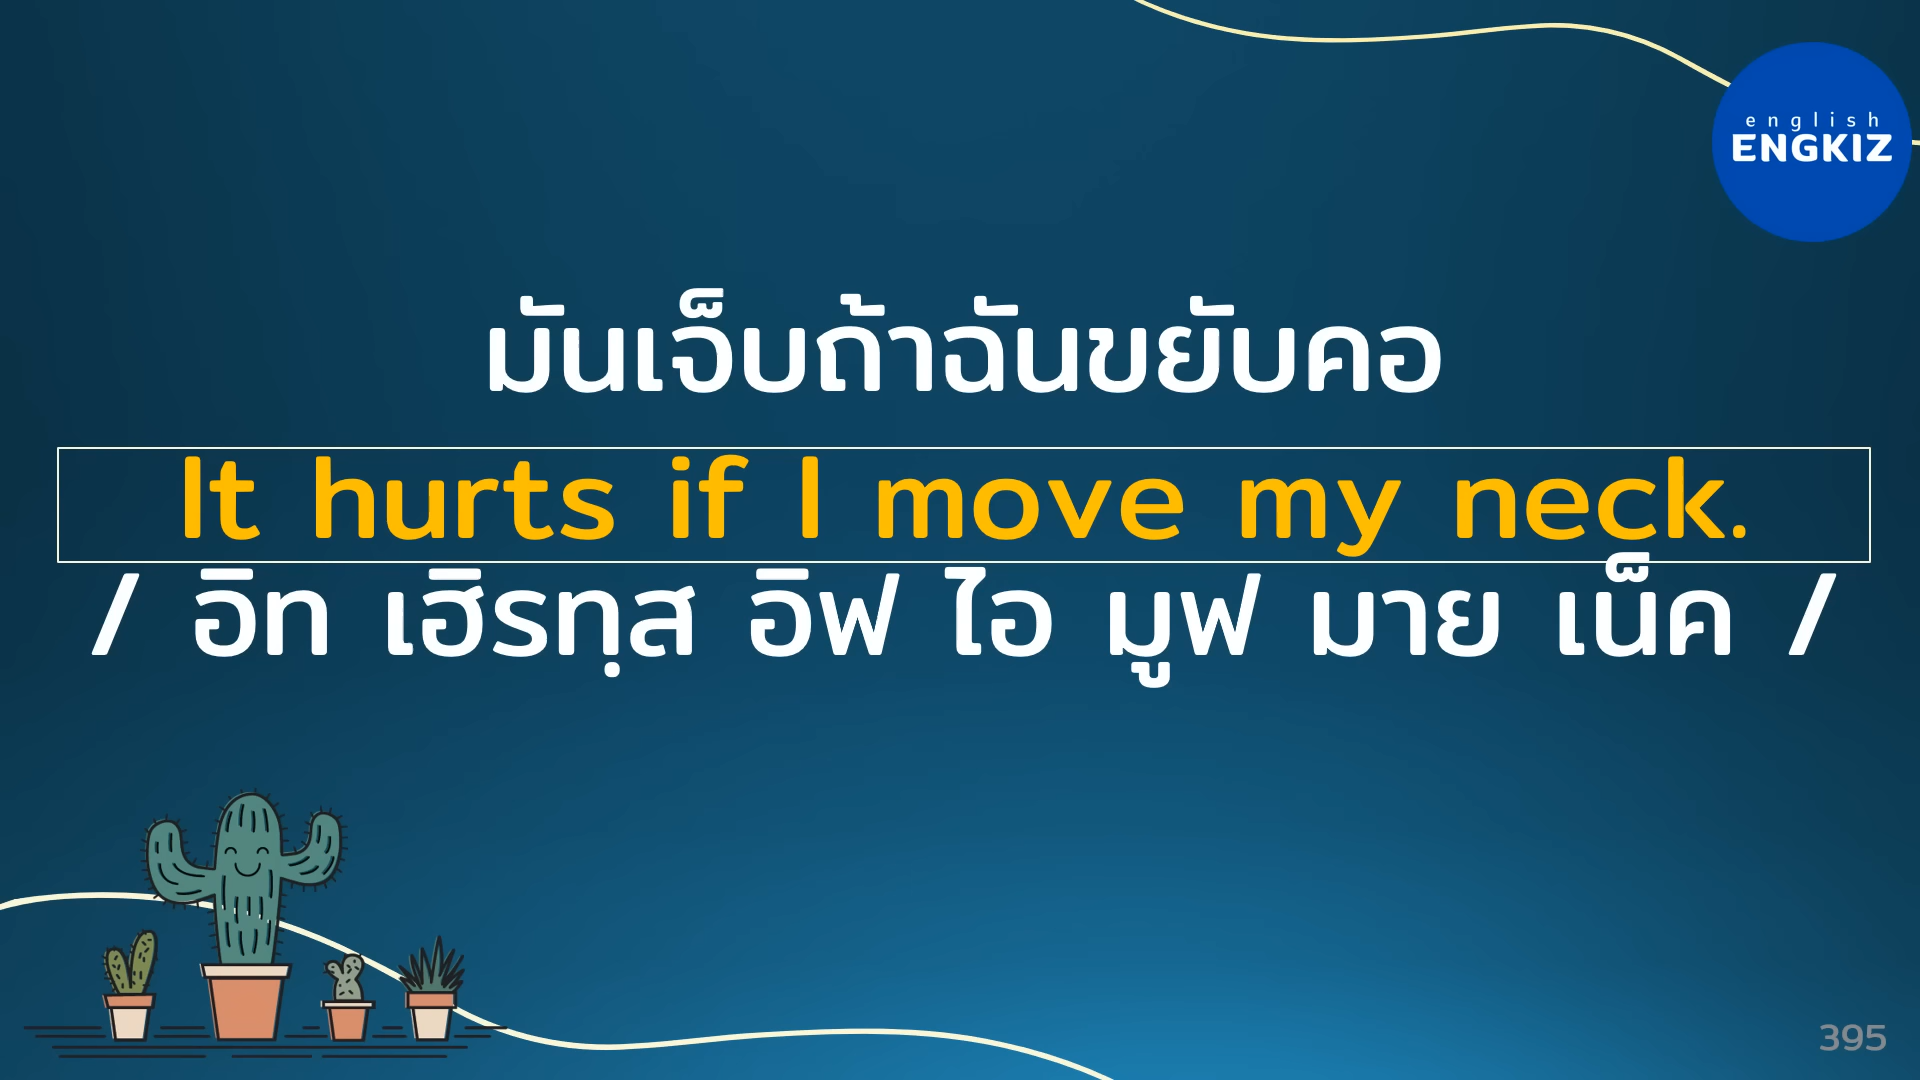 english
ENGKIZ
มันเจ็บถ้าฉันขยับคอ
It hurts if I move my neck.
/ อิท เฮิรทฺส อิฟ ไอ มูฟ มาย เน็ค /
395